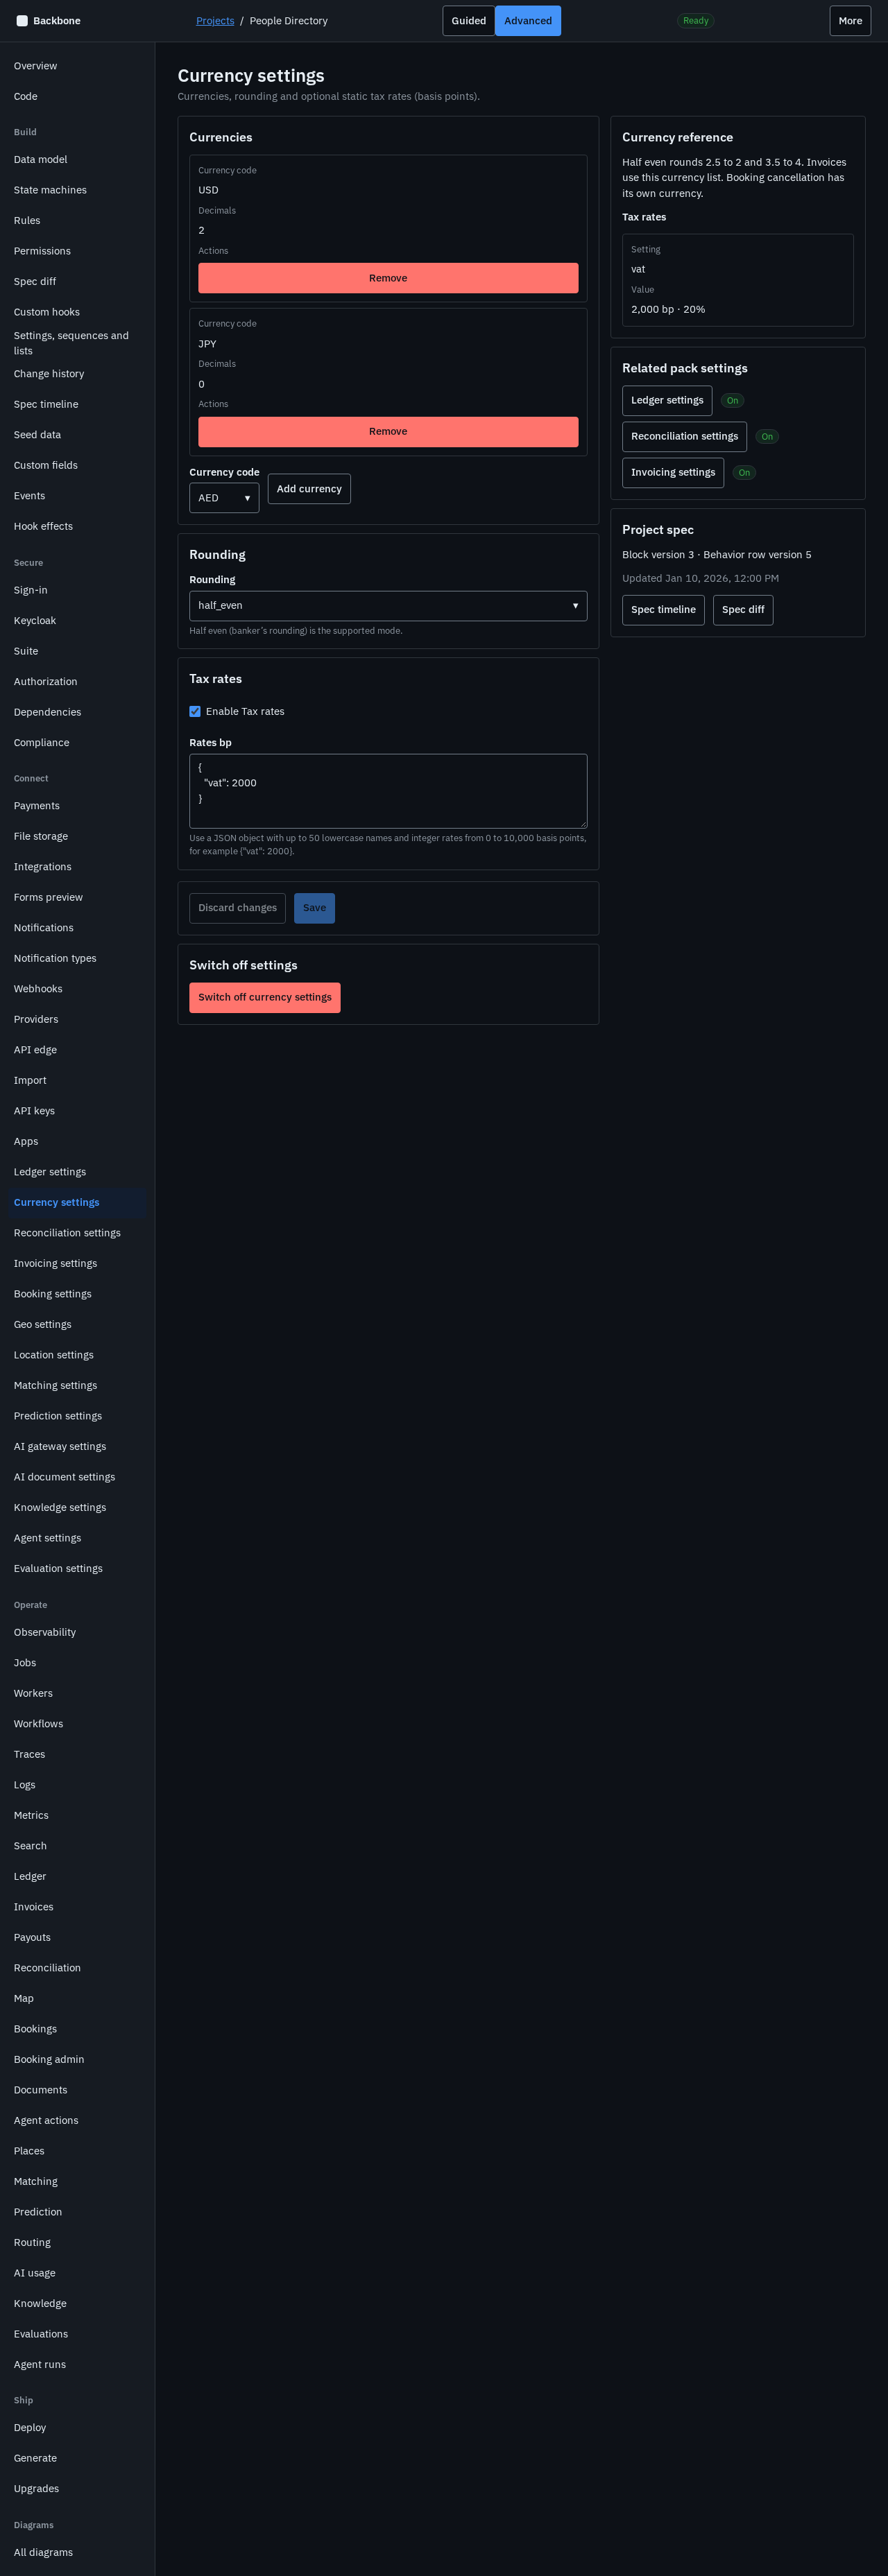 Backbone
Projects / People Directory
Guided
Advanced
Ready
More
Overview
Code
Build
Data model
State machines
Rules
Permissions
Spec diff
Custom hooks
Settings, sequences and
lists
Change history
Spec timeline
Seed data
Custom fields
Events
Hook effects
Secure
Sign-in
Keycloak
Suite
Authorization
Dependencies
Compliance
Connect
Payments
File storage
Integrations
Forms preview
Notifications
Notification types
Webhooks
Providers
API edge
Import
API keys
Apps
Ledger settings
Currency settings
Reconciliation settings
Invoicing settings
Booking settings
Geo settings
Location settings
Matching settings
Prediction settings
AI gateway settings
AI document settings
Knowledge settings
Agent settings
Evaluation settings
Operate
Observability
Jobs
Workers
Workflows
Traces
Logs
Metrics
Search
Ledger
Invoices
Payouts
Reconciliation
Map
Bookings
Booking admin
Documents
Agent actions
Places
Matching
Prediction
Routing
AI usage
Knowledge
Evaluations
Agent runs
Ship
Deploy
Generate
Upgrades
Diagrams
All diagrams
Currency settings
Currencies, rounding and optional static tax rates (basis points).
Currencies
Currency code
USD
Decimals
2
Actions
Remove
Currency code
JPY
Decimals
0
Actions
Remove
Currency code
AED ▾
Add currency
Rounding
Rounding
half_even ▾
Half even (banker's rounding) is the supported mode.
Tax rates
Enable Tax rates
Rates bp
{
"vat": 2000
}
Use a JSON object with up to 50 lowercase names and integer rates from 0 to 10,000 basis points,
for example {"vat": 2000}.
Discard changes
Save
Switch off settings
Switch off currency settings
Currency reference
Half even rounds 2.5 to 2 and 3.5 to 4. Invoices
use this currency list. Booking cancellation has
its own currency.
Tax rates
Setting
vat
Value
2,000 bp · 20%
Related pack settings
Ledger settings
On
Reconciliation settings
On
Invoicing settings
On
Project spec
Block version 3 · Behavior row version 5
Updated Jan 10, 2026, 12:00 PM
Spec timeline
Spec diff